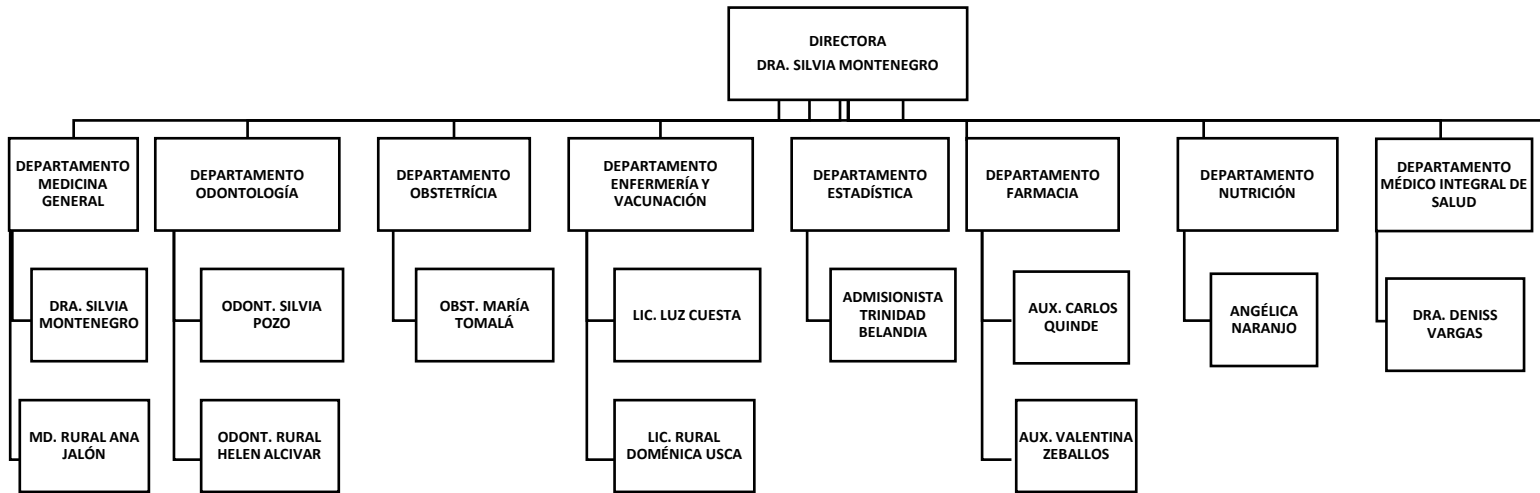 DIRECTORA
DRA. SILVIA MONTENEGRO
DEPARTAMENTO
MEDICINA
GENERAL
DEPARTAMENTO
ODONTOLOGÍA
DEPARTAMENTO
OBSTETRÍCIA
DEPARTAMENTO
ENFERMERÍA Y
VACUNACIÓN
DEPARTAMENTO
ESTADÍSTICA
DEPARTAMENTO
FARMACIA
DEPARTAMENTO
NUTRICIÓN
DEPARTAMENTO
MÉDICO INTEGRAL DE
SALUD
DRA. SILVIA
MONTENEGRO
ODONT. SILVIA
POZO
OBST. MARÍA
TOMALÁ
LIC. LUZ CUESTA
ADMISIONISTA
TRINIDAD
BELANDIA
AUX. CARLOS
QUINDE
ANGÉLICA
NARANJO
DRA. DENISS
VARGAS
MD. RURAL ANA
JALÓN
ODONT. RURAL
HELEN ALCIVAR
LIC. RURAL
DOMÉNICA USCA
AUX. VALENTINA
ZEBALLOS